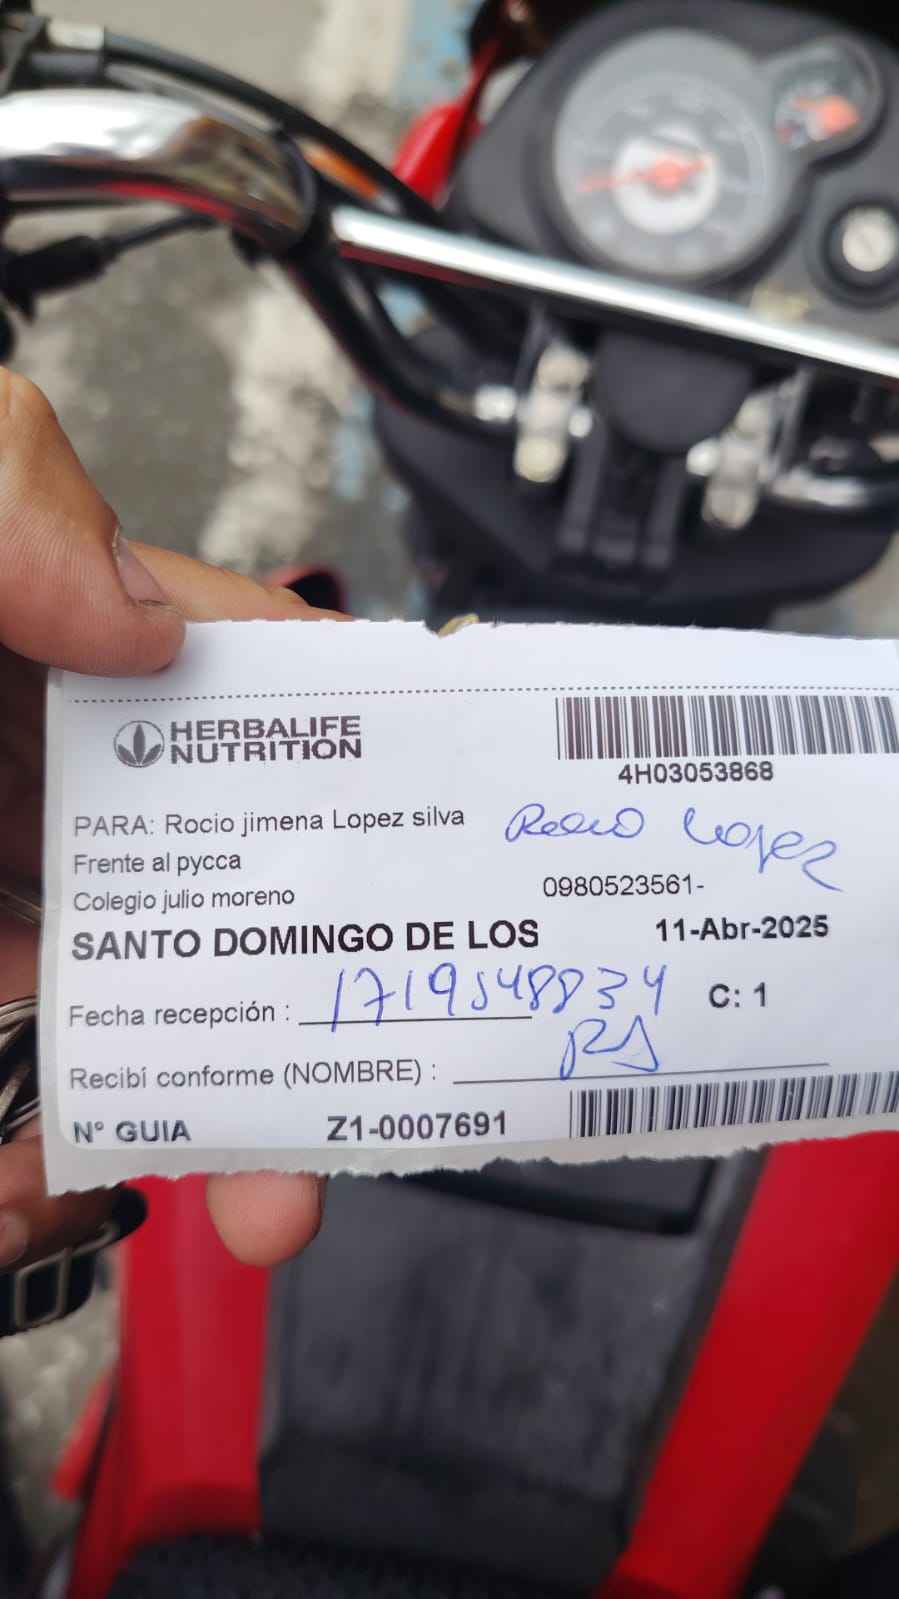 HERBALIFE
NUTRITION
4H03053868
PARA: Rocio jimena Lopez silva
Rocio Lopez
Frente al pycca
Colegio julio moreno
0980523561-
SANTO DOMINGO DE LOS
11-Abr-2025
Fecha recepción : 1719548834
C: 1
Recibí conforme (NOMBRE) :
N° GUIA Z1-0007691